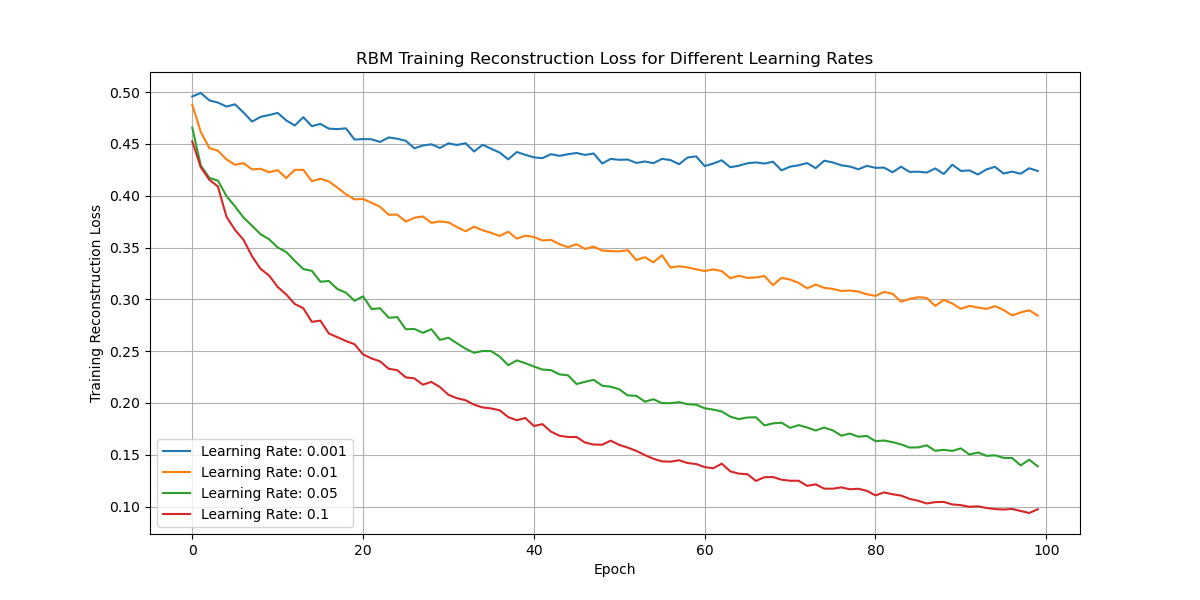 RBM Training Reconstruction Loss for Different Learning Rates
Training Reconstruction Loss
0.50
0.45
0.40
0.35
0.30
0.25
0.20
0.15
0.10
Learning Rate: 0.001
Learning Rate: 0.01
Learning Rate: 0.05
Learning Rate: 0.1
0 20 40 60 80 100
Epoch